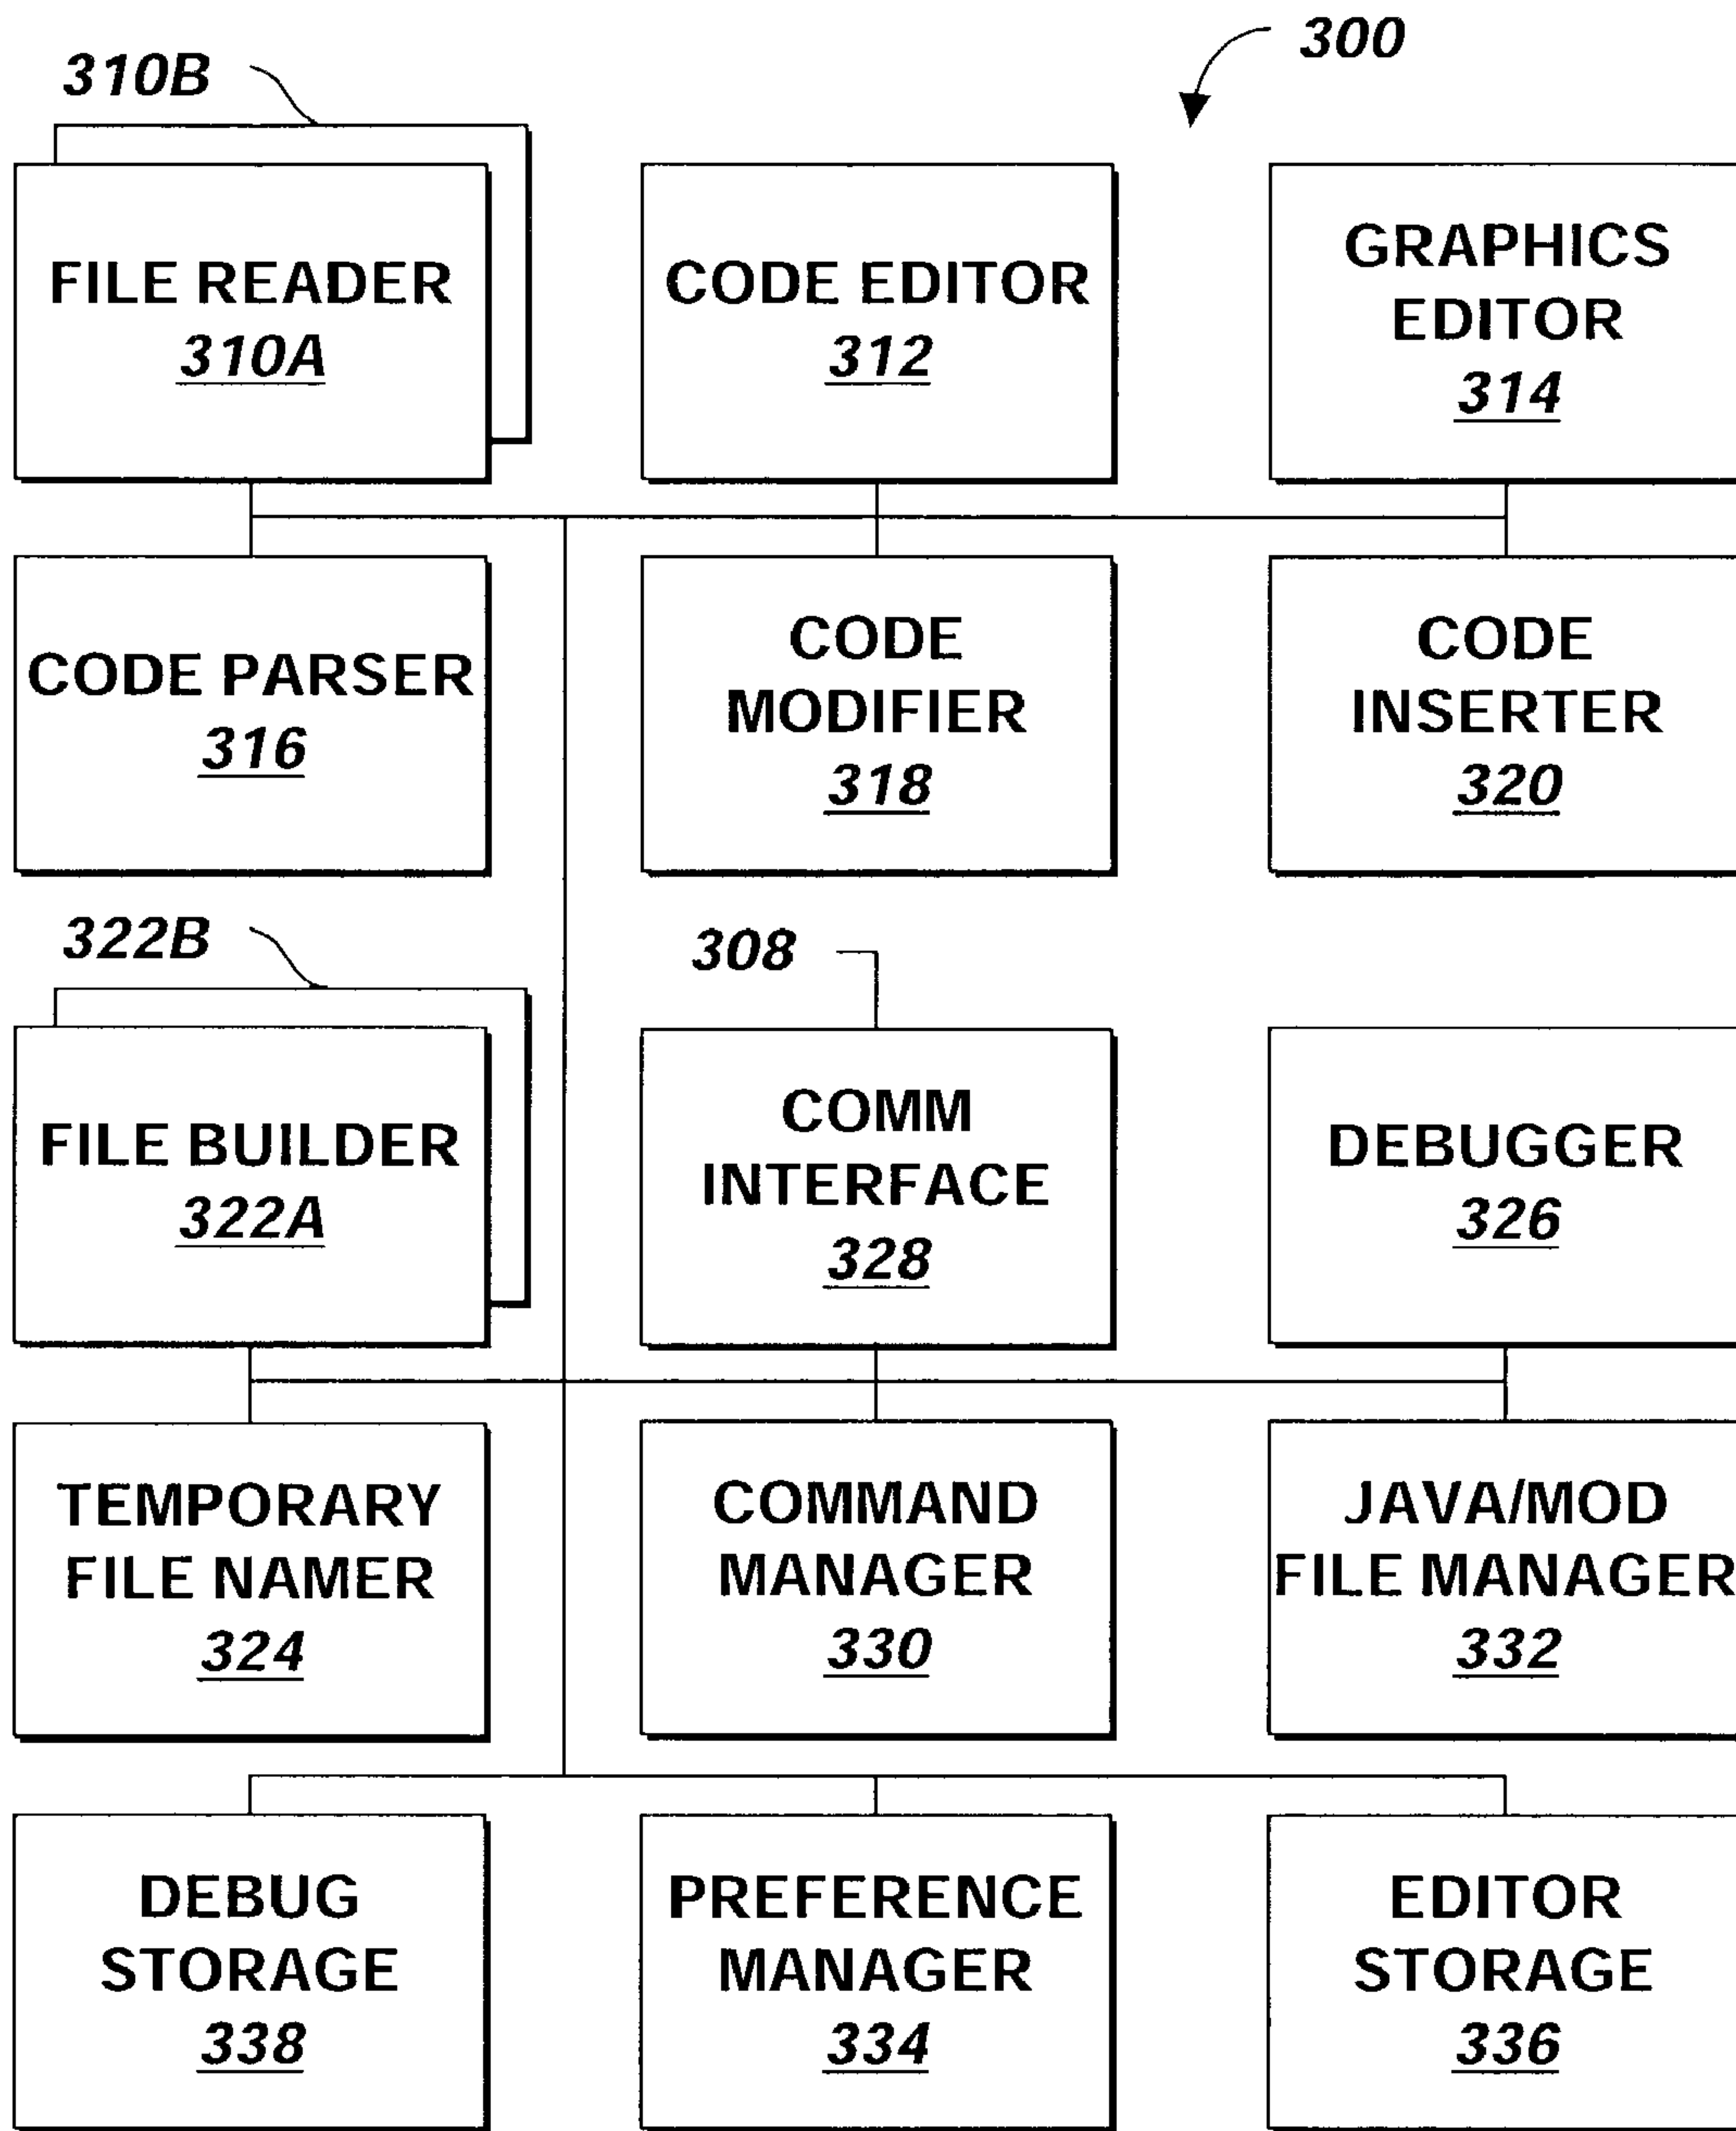 300
310B
FILE READER
310A
CODE EDITOR
312
GRAPHICS
EDITOR
314
CODE PARSER
316
CODE
MODIFIER
318
CODE
INSERTER
320
322B
308
FILE BUILDER
322A
COMM
INTERFACE
328
DEBUGGER
326
TEMPORARY
FILE NAMER
324
COMMAND
MANAGER
330
JAVA/MOD
FILE MANAGER
332
DEBUG
STORAGE
338
PREFERENCE
MANAGER
334
EDITOR
STORAGE
336